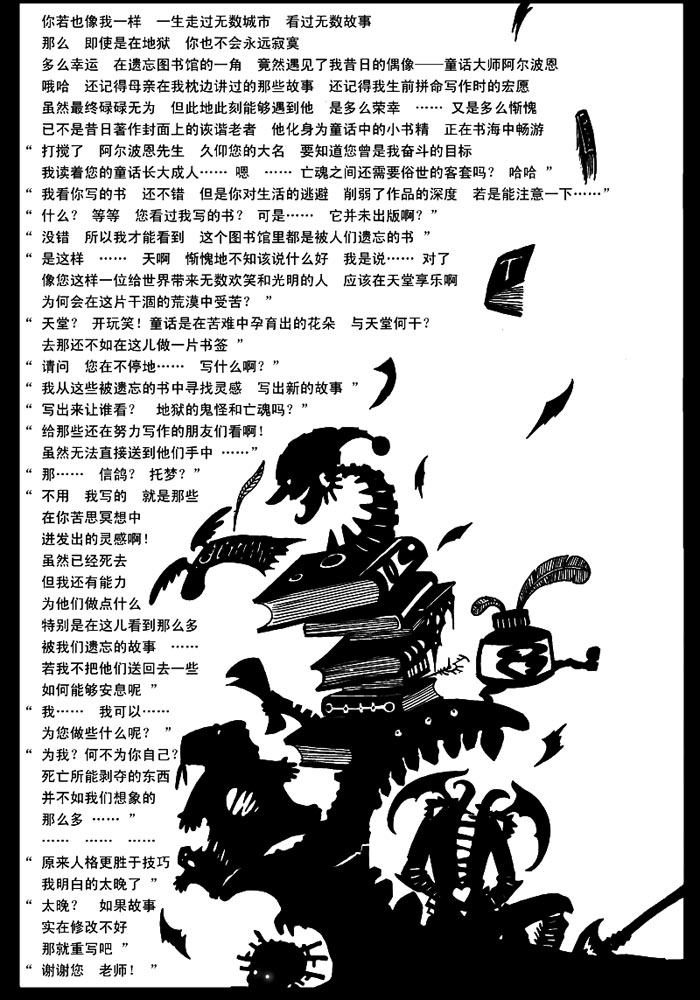 你若也像我一样　一生走过无数城市　看过无数故事
那么　即使是在地狱　你也不会永远寂寞
多么幸运　在遗忘图书馆的一角　竟然遇见了我昔日的偶像──童话大师阿尔波恩
哦哈　还记得母亲在我枕边讲过的那些故事　还记得我生前拼命写作时的宏愿
虽然最终碌碌无为　但此地此刻能够遇到他　是多么荣幸　……　又是多么惭愧
已不是昔日著作封面上的诙谐老者　他化身为童话中的小书精　正在书海中畅游
“ 打搅了　阿尔波恩先生　久仰您的大名　要知道您曾是我奋斗的目标
我读着您的童话长大成人…… 嗯　…… 亡魂之间还需要俗世的客套吗？ 哈哈 ”
“ 我看你写的书　还不错　但是你对生活的逃避　削弱了作品的深度　若是能注意一下……”
“ 什么？ 等等　您看过我写的书？ 可是……　它并未出版啊？”
“ 没错　所以我才能看到　这个图书馆里都是被人们遗忘的书 ”
“ 是这样　……　天啊　惭愧地不知该说什么好　我是说…… 对了
像您这样一位给世界带来无数欢笑和光明的人　应该在天堂享乐啊
为何会在这片干涸的荒漠中受苦？ ”
“ 天堂？ 开玩笑！童话是在苦难中孕育出的花朵　与天堂何干？
去那还不如在这儿做一片书签 ”
“ 请问　您在不停地……　写什么啊？”
“ 我从这些被遗忘的书中寻找灵感　写出新的故事 ”
“ 写出来让谁看？　地狱的鬼怪和亡魂吗？”
“ 给那些还在努力写作的朋友们看啊！
虽然无法直接送到他们手中 ……”
“ 那……　信鸽？ 托梦？”
“ 不用　我写的　就是那些
在你苦思冥想中
迸发出的灵感啊！
虽然已经死去
但我还有能力
为他们做点什么
特别是在这儿看到那么多
被我们遗忘的故事　……
若我不把他们送回去一些
如何能够安息呢 ”
“ 我……　我可以……
为您做些什么呢？ ”
“ 为我？何不为你自己？
死亡所能剥夺的东西
并不如我们想象的
那么多 …… ”
……　……　……
“ 原来人格更胜于技巧
我明白的太晚了 ”
“ 太晚？　如果故事
实在修改不好
那就重写吧 ”
“ 谢谢您　老师！ ”
T